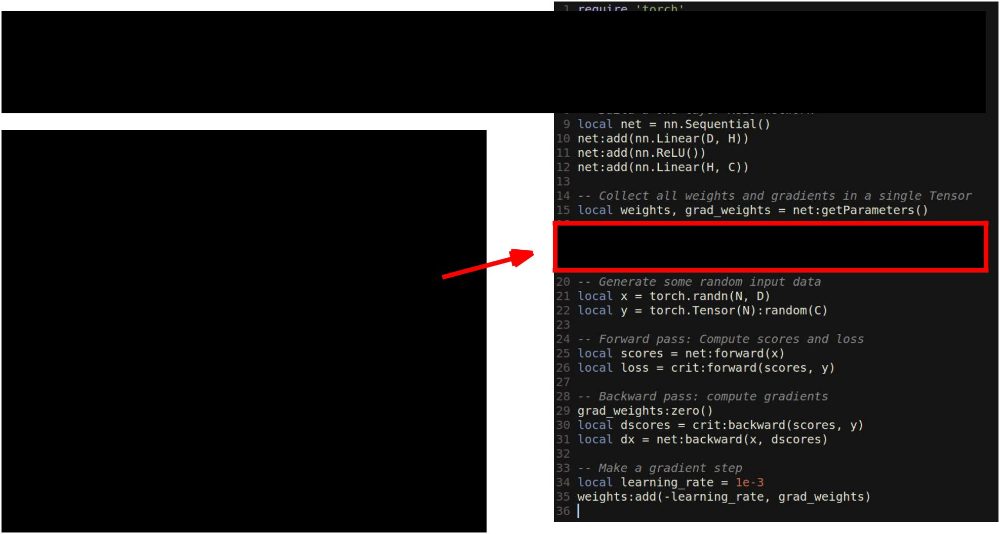 1 require 'torch'
9 local net = nn.Sequential()
10 net:add(nn.Linear(D, H))
11 net:add(nn.ReLU())
12 net:add(nn.Linear(H, C))
13
14 -- Collect all weights and gradients in a single Tensor
15 local weights, grad_weights = net:getParameters()
20 -- Generate some random input data
21 local x = torch.randn(N, D)
22 local y = torch.Tensor(N):random(C)
23
24 -- Forward pass: Compute scores and loss
25 local scores = net:forward(x)
26 local loss = crit:forward(scores, y)
27
28 -- Backward pass: compute gradients
29 grad_weights:zero()
30 local dscores = crit:backward(scores, y)
31 local dx = net:backward(x, dscores)
32
33 -- Make a gradient step
34 local learning_rate = 1e-3
35 weights:add(-learning_rate, grad_weights)
36